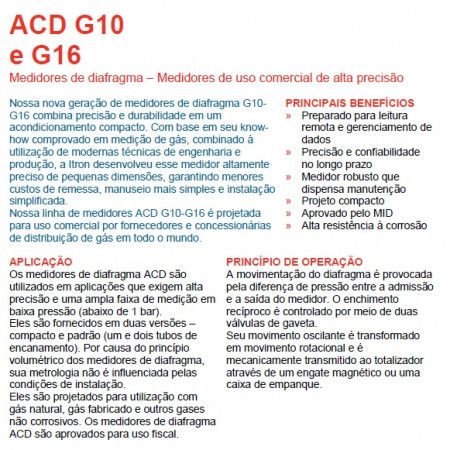 ACD G10
e G16
Medidores de diafragma – Medidores de uso comercial de alta precisão
Nossa nova geração de medidores de diafragma G10-
G16 combina precisão e durabilidade em um
acondicionamento compacto. Com base em seu know-
how comprovado em medição de gás, combinado à
utilização de modernas técnicas de engenharia e
produção, a Itron desenvolveu esse medidor altamente
preciso de pequenas dimensões, garantindo menores
custos de remessa, manuseio mais simples e instalação
simplificada.
Nossa linha de medidores ACD G10-G16 é projetada
para uso comercial por fornecedores e concessionárias
de distribuição de gás em todo o mundo.
PRINCIPAIS BENEFÍCIOS
» Preparado para leitura
remota e gerenciamento de
dados
» Precisão e confiabilidade
no longo prazo
» Medidor robusto que
dispensa manutenção
» Projeto compacto
» Aprovado pelo MID
» Alta resistência à corrosão
APLICAÇÃO
Os medidores de diafragma ACD são
utilizados em aplicações que exigem alta
precisão e uma ampla faixa de medição em
baixa pressão (abaixo de 1 bar).
Eles são fornecidos em duas versões –
compacto e padrão (um e dois tubos de
encanamento). Por causa do princípio
volumétrico dos medidores de diafragma,
sua metrologia não é influenciada pelas
condições de instalação.
Eles são projetados para utilização com
gás natural, gás fabricado e outros gases
não corrosivos. Os medidores de diafragma
ACD são aprovados para uso fiscal.
PRINCÍPIO DE OPERAÇÃO
A movimentação do diafragma é provocada
pela diferença de pressão entre a admissão
e a saída do medidor. O enchimento
recíproco é controlado por meio de duas
válvulas de gaveta.
Seu movimento oscilante é transformado
em movimento rotacional e é
mecanicamente transmitido ao totalizador
através de um engate magnético ou uma
caixa de empanque.